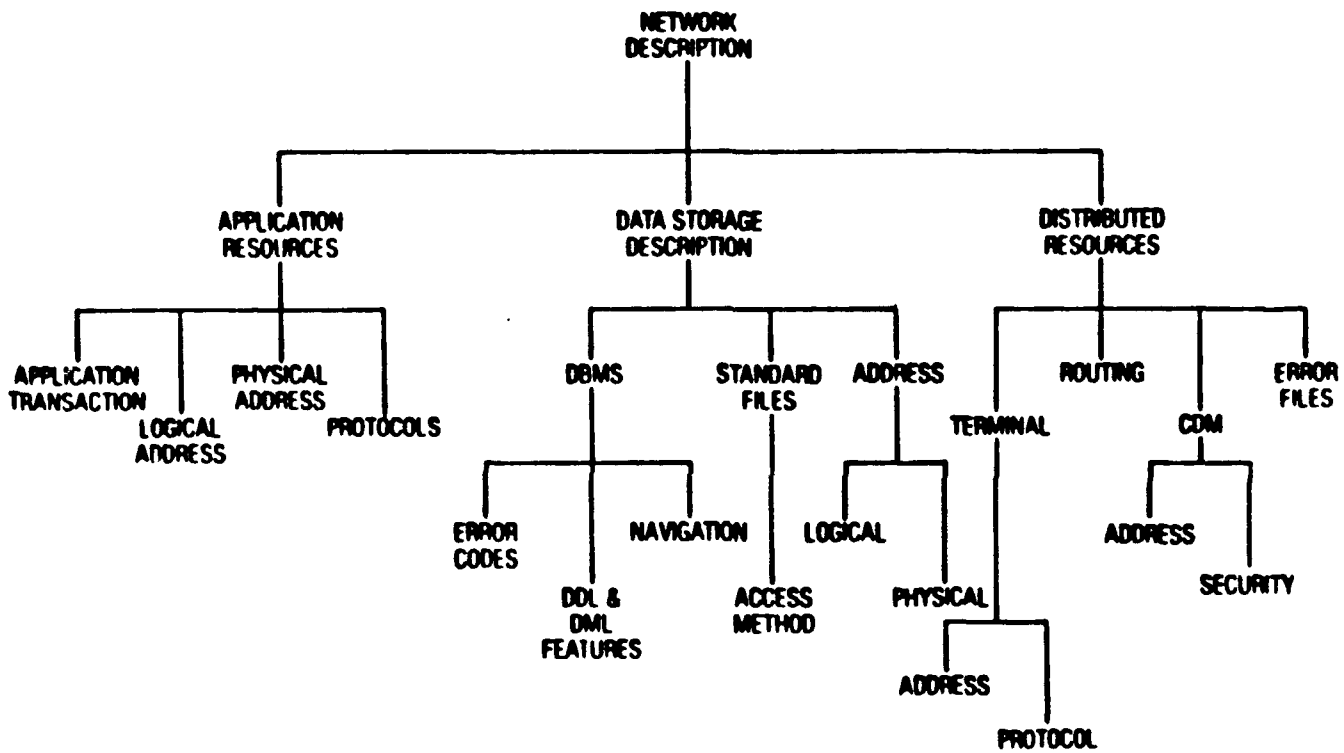 NETWORK
DESCRIPTION
APPLICATION
RESOURCES
DATA STORAGE
DESCRIPTION
DISTRIBUTED
RESOURCES
APPLICATION
TRANSACTION
LOGICAL
ADDRESS
PHYSICAL
ADDRESS
PROTOCOLS
DBMS
STANDARD
FILES
ADDRESS
TERMINAL
ROUTING
CDM
ERROR
FILES
ERROR
CODES
DDL &
DML
FEATURES
NAVIGATION
ACCESS
METHOD
LOGICAL
PHYSICAL
ADDRESS
PROTOCOL
ADDRESS
SECURITY